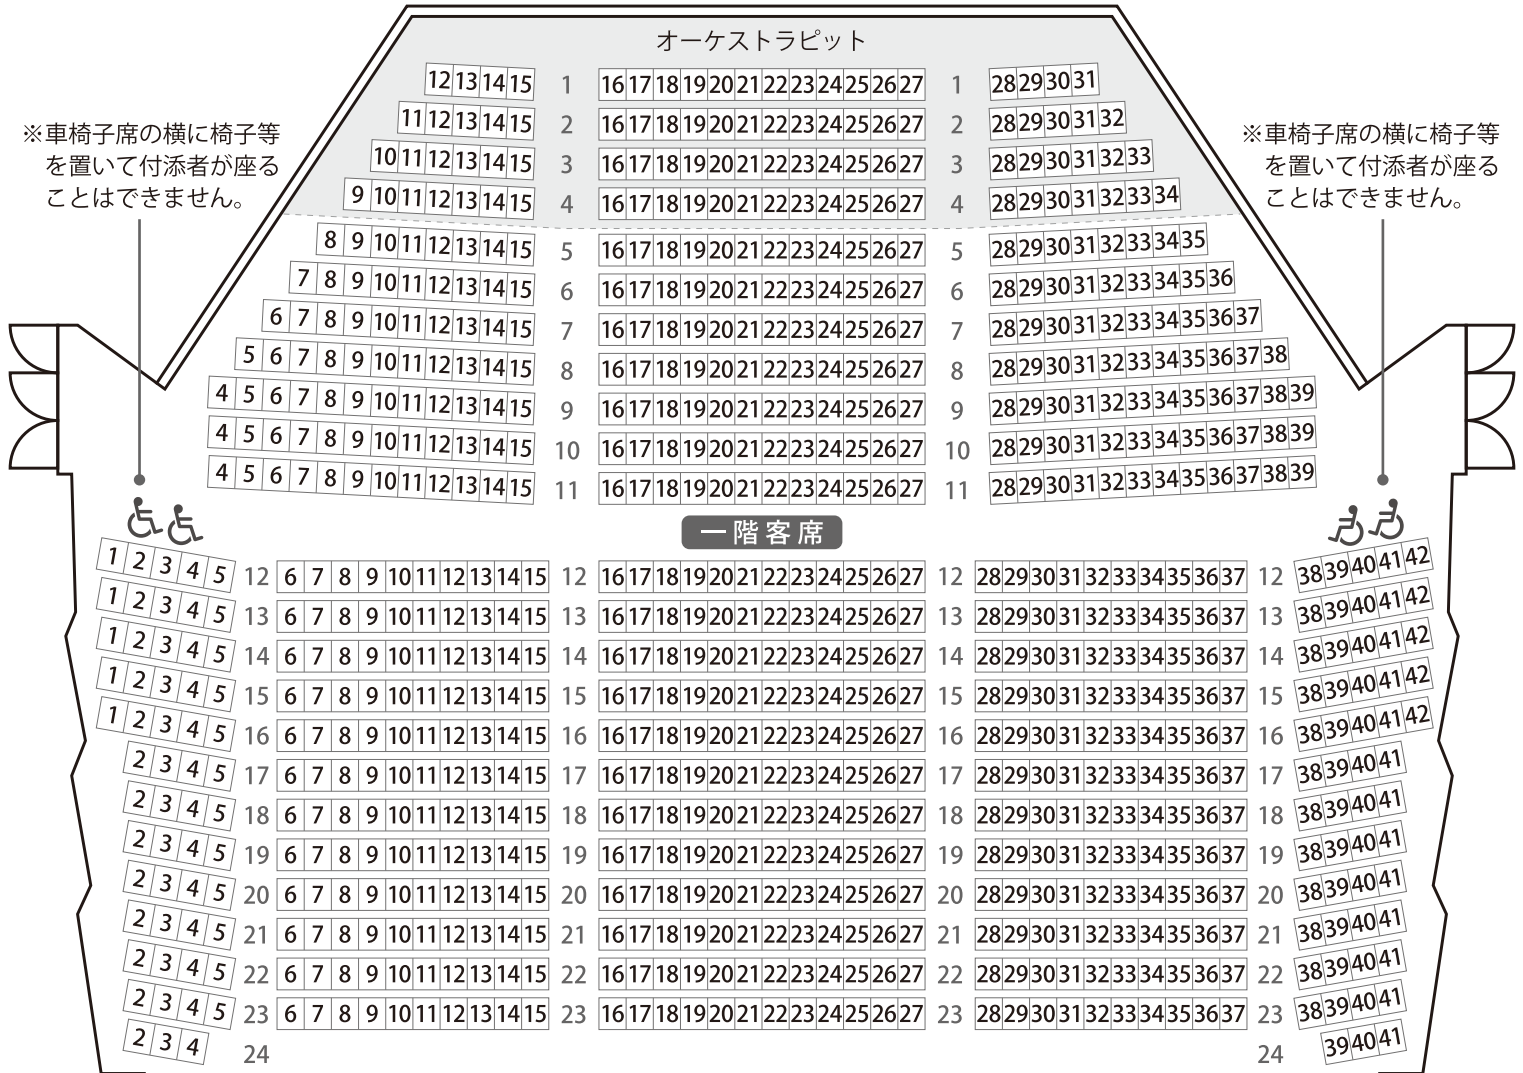 オーケストラピット
12 13 14 15 1 16 17 18 19 20 21 22 23 24 25 26 27 1 28 29 30 31
11 12 13 14 15 2 16 17 18 19 20 21 22 23 24 25 26 27 2 28 29 30 31 32
10 11 12 13 14 15 3 16 17 18 19 20 21 22 23 24 25 26 27 3 28 29 30 31 32 33
9 10 11 12 13 14 15 4 16 17 18 19 20 21 22 23 24 25 26 27 4 28 29 30 31 32 33 34
※車椅子席の横に椅子等
を置いて付添者が座る
ことはできません。
※車椅子席の横に椅子等
を置いて付添者が座る
ことはできません。
8 9 10 11 12 13 14 15 5 16 17 18 19 20 21 22 23 24 25 26 27 5 28 29 30 31 32 33 34 35
7 8 9 10 11 12 13 14 15 6 16 17 18 19 20 21 22 23 24 25 26 27 6 28 29 30 31 32 33 34 35 36
6 7 8 9 10 11 12 13 14 15 7 16 17 18 19 20 21 22 23 24 25 26 27 7 28 29 30 31 32 33 34 35 36 37
5 6 7 8 9 10 11 12 13 14 15 8 16 17 18 19 20 21 22 23 24 25 26 27 8 28 29 30 31 32 33 34 35 36 37 38
4 5 6 7 8 9 10 11 12 13 14 15 9 16 17 18 19 20 21 22 23 24 25 26 27 9 28 29 30 31 32 33 34 35 36 37 38 39
4 5 6 7 8 9 10 11 12 13 14 15 10 16 17 18 19 20 21 22 23 24 25 26 27 10 28 29 30 31 32 33 34 35 36 37 38 39
4 5 6 7 8 9 10 11 12 13 14 15 11 16 17 18 19 20 21 22 23 24 25 26 27 11 28 29 30 31 32 33 34 35 36 37 38 39
一階客席
1 2 3 4 5 12 6 7 8 9 10 11 12 13 14 15 12 16 17 18 19 20 21 22 23 24 25 26 27 12 28 29 30 31 32 33 34 35 36 37 12 38 39 40 41 42
1 2 3 4 5 13 6 7 8 9 10 11 12 13 14 15 13 16 17 18 19 20 21 22 23 24 25 26 27 13 28 29 30 31 32 33 34 35 36 37 13 38 39 40 41 42
1 2 3 4 5 14 6 7 8 9 10 11 12 13 14 15 14 16 17 18 19 20 21 22 23 24 25 26 27 14 28 29 30 31 32 33 34 35 36 37 14 38 39 40 41 42
1 2 3 4 5 15 6 7 8 9 10 11 12 13 14 15 15 16 17 18 19 20 21 22 23 24 25 26 27 15 28 29 30 31 32 33 34 35 36 37 15 38 39 40 41 42
1 2 3 4 5 16 6 7 8 9 10 11 12 13 14 15 16 16 17 18 19 20 21 22 23 24 25 26 27 16 28 29 30 31 32 33 34 35 36 37 16 38 39 40 41 42
2 3 4 5 17 6 7 8 9 10 11 12 13 14 15 17 16 17 18 19 20 21 22 23 24 25 26 27 17 28 29 30 31 32 33 34 35 36 37 17 38 39 40 41
2 3 4 5 18 6 7 8 9 10 11 12 13 14 15 18 16 17 18 19 20 21 22 23 24 25 26 27 18 28 29 30 31 32 33 34 35 36 37 18 38 39 40 41
2 3 4 5 19 6 7 8 9 10 11 12 13 14 15 19 16 17 18 19 20 21 22 23 24 25 26 27 19 28 29 30 31 32 33 34 35 36 37 19 38 39 40 41
2 3 4 5 20 6 7 8 9 10 11 12 13 14 15 20 16 17 18 19 20 21 22 23 24 25 26 27 20 28 29 30 31 32 33 34 35 36 37 20 38 39 40 41
2 3 4 5 21 6 7 8 9 10 11 12 13 14 15 21 16 17 18 19 20 21 22 23 24 25 26 27 21 28 29 30 31 32 33 34 35 36 37 21 38 39 40 41
2 3 4 5 22 6 7 8 9 10 11 12 13 14 15 22 16 17 18 19 20 21 22 23 24 25 26 27 22 28 29 30 31 32 33 34 35 36 37 22 38 39 40 41
2 3 4 5 23 6 7 8 9 10 11 12 13 14 15 23 16 17 18 19 20 21 22 23 24 25 26 27 23 28 29 30 31 32 33 34 35 36 37 23 38 39 40 41
2 3 4 24 24 39 40 41